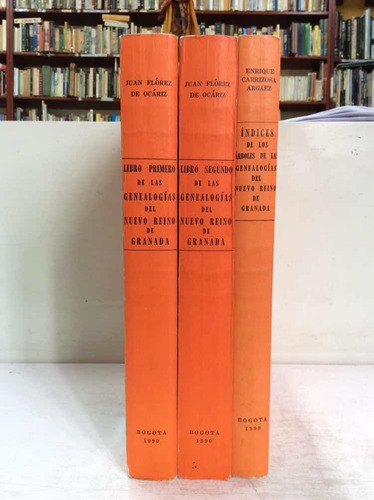 JUAN FLÓREZ
DE OCÁRIZ
LIBRO PRIMERO
DE LAS
GENEALOGÍAS
DEL
NUEVO REINO
DE
GRANADA
BOGOTÁ
1990
JUAN FLÓREZ
DE OCÁRIZ
LIBRO SEGUNDO
DE LAS
GENEALOGÍAS
DEL
NUEVO REINO
DE
GRANADA
BOGOTÁ
1990
ENRIQUE
CARRIZOSA
ARGÁEZ
ÍNDICES
DE LOS
ÁRBOLES DE LAS
GENEALOGÍAS
DEL
NUEVO REINO
DE
GRANADA
BOGOTÁ
1990